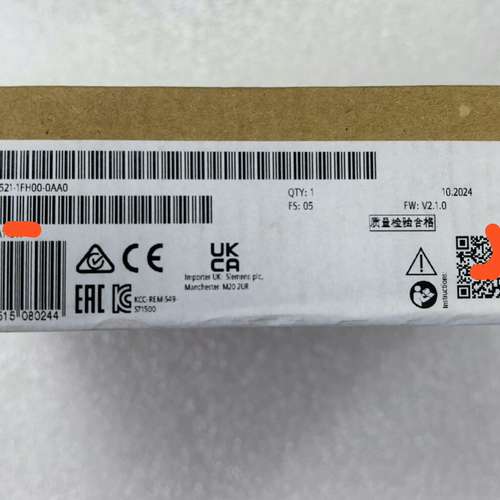 521-1FH00-0AA0
QTY: 1
10.2024
FS: 05
FW: V2.1.0
质量检验合格
CE
UK
CA
Importer UK: Siemens plc,
Manchester M20 2UR
EAC
KCC-REM-S49-
S71500
Instructions:
515 080244